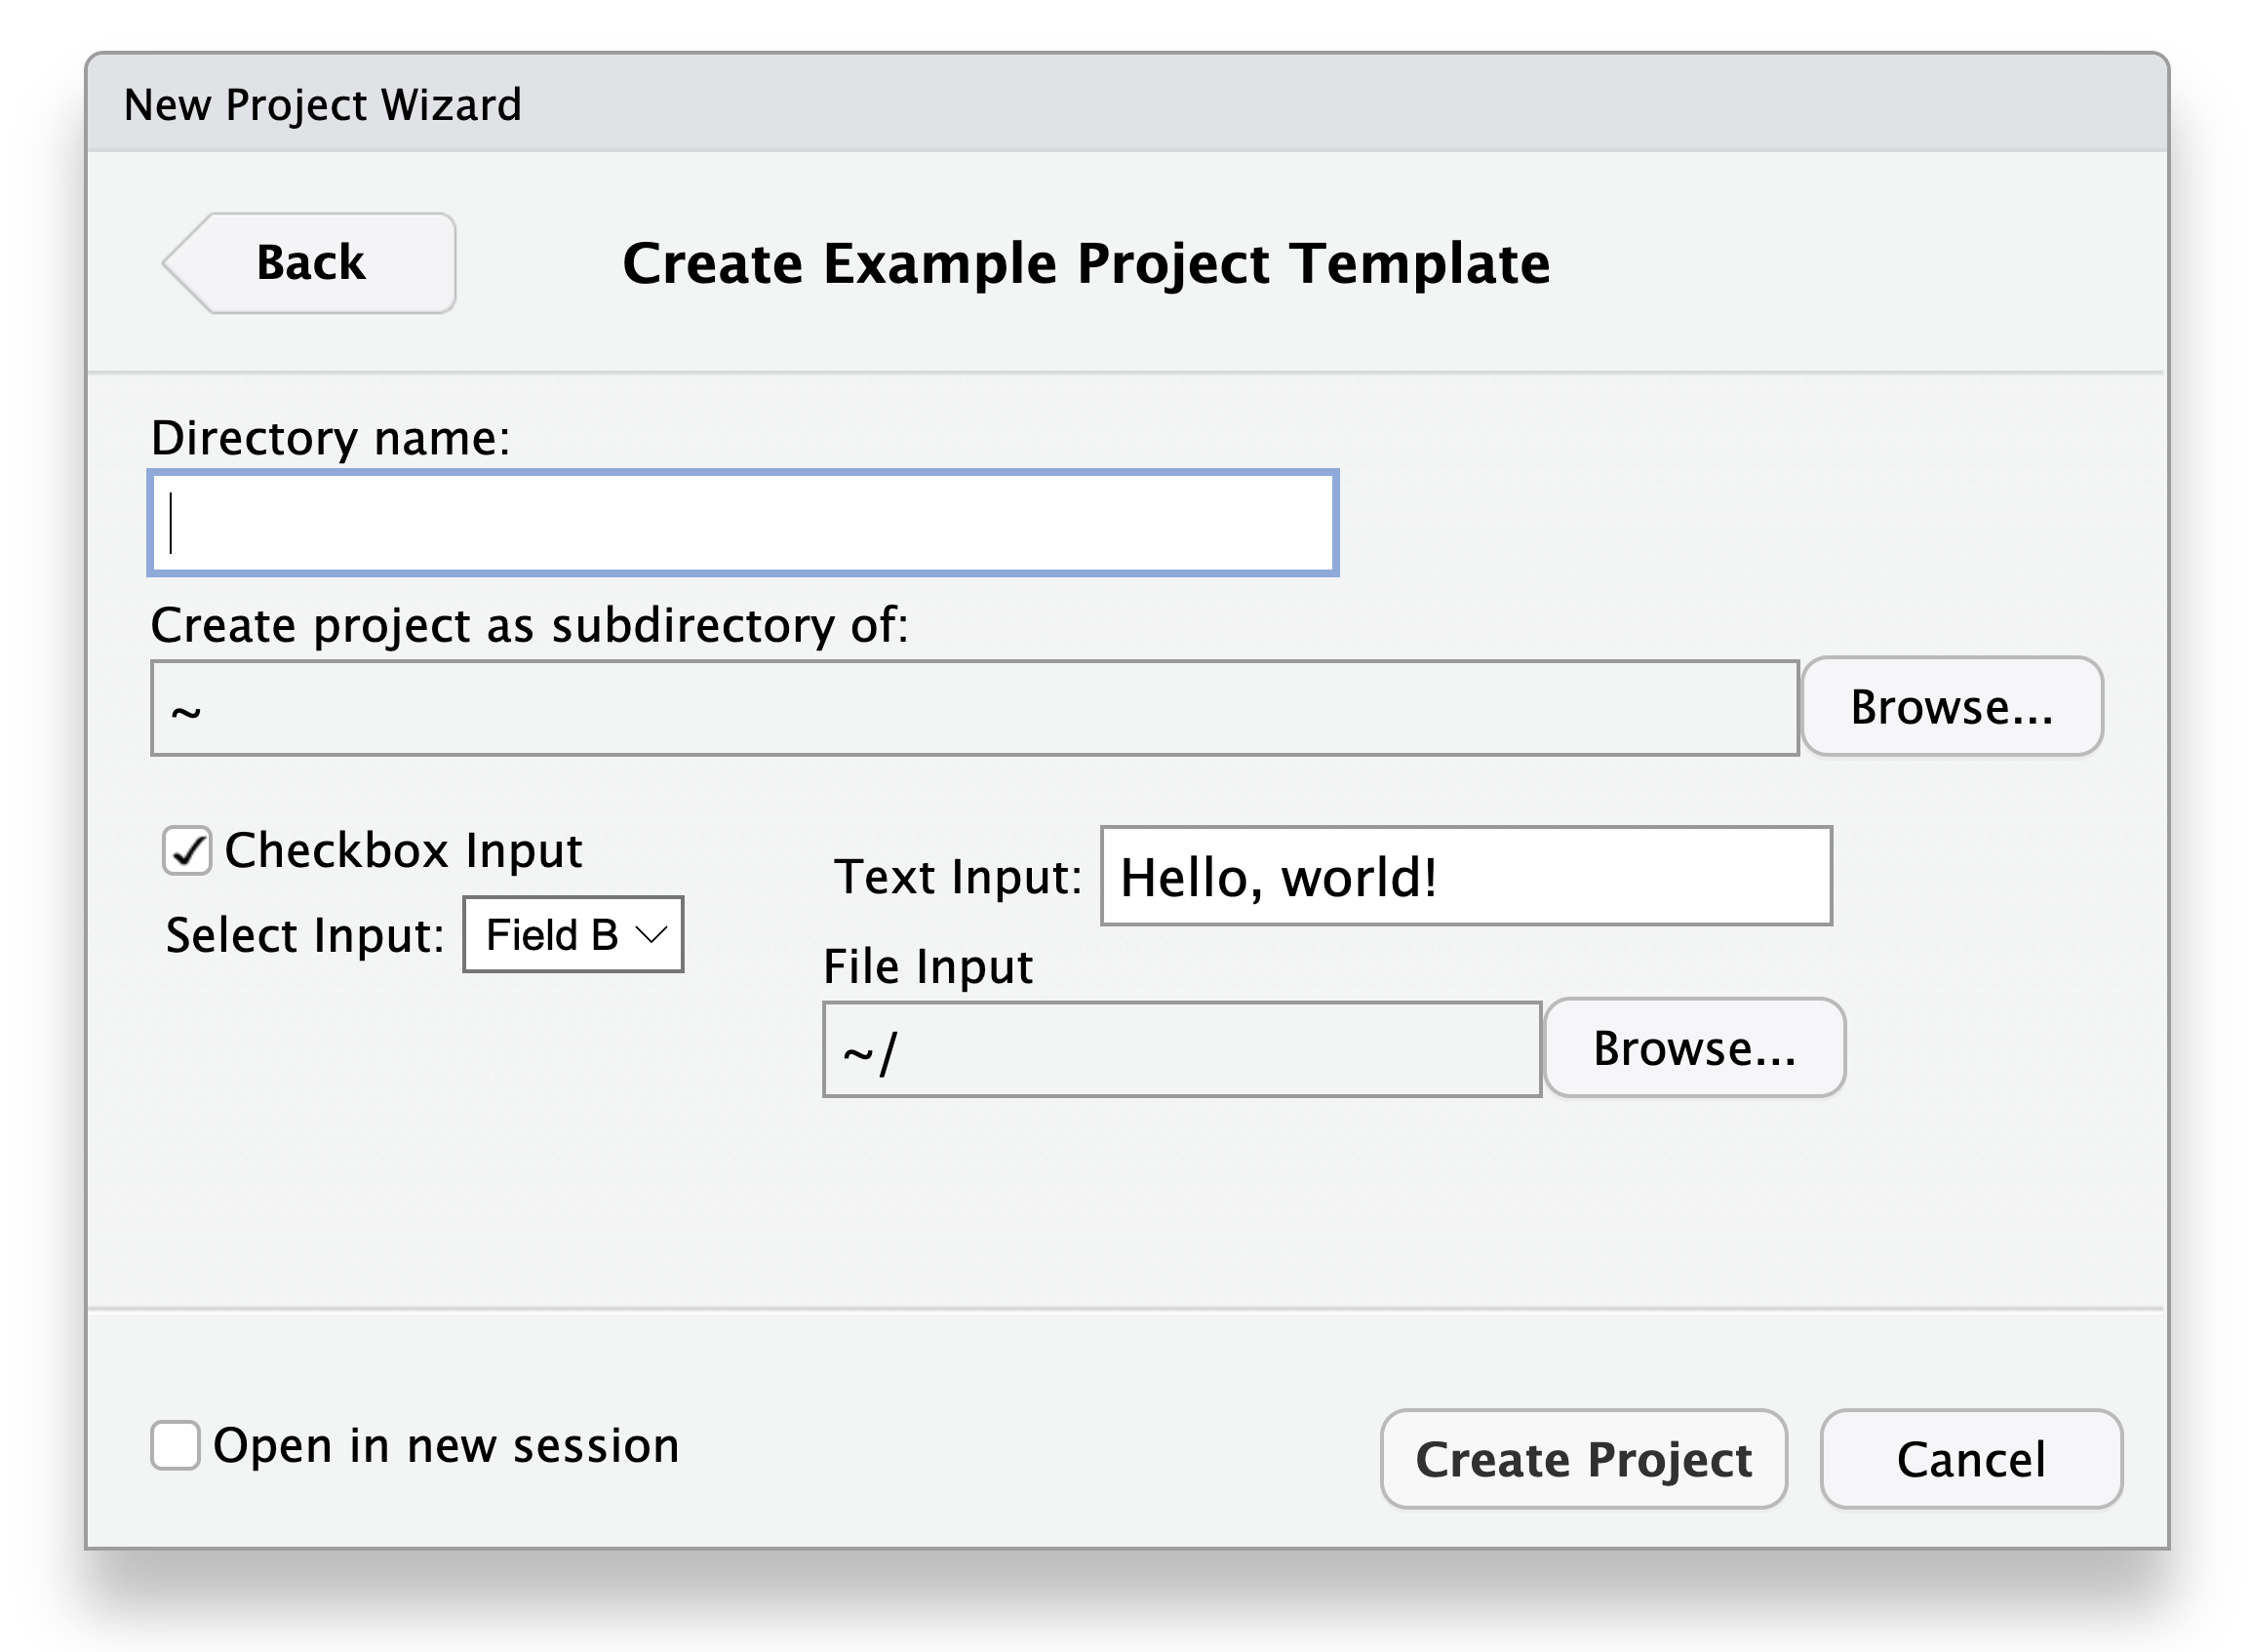 New Project Wizard
Back
Create Example Project Template
Directory name:
Create project as subdirectory of:
~
Browse...
Checkbox Input
Select Input: Field B
Text Input: Hello, world!
File Input
~/
Browse...
Open in new session
Create Project
Cancel